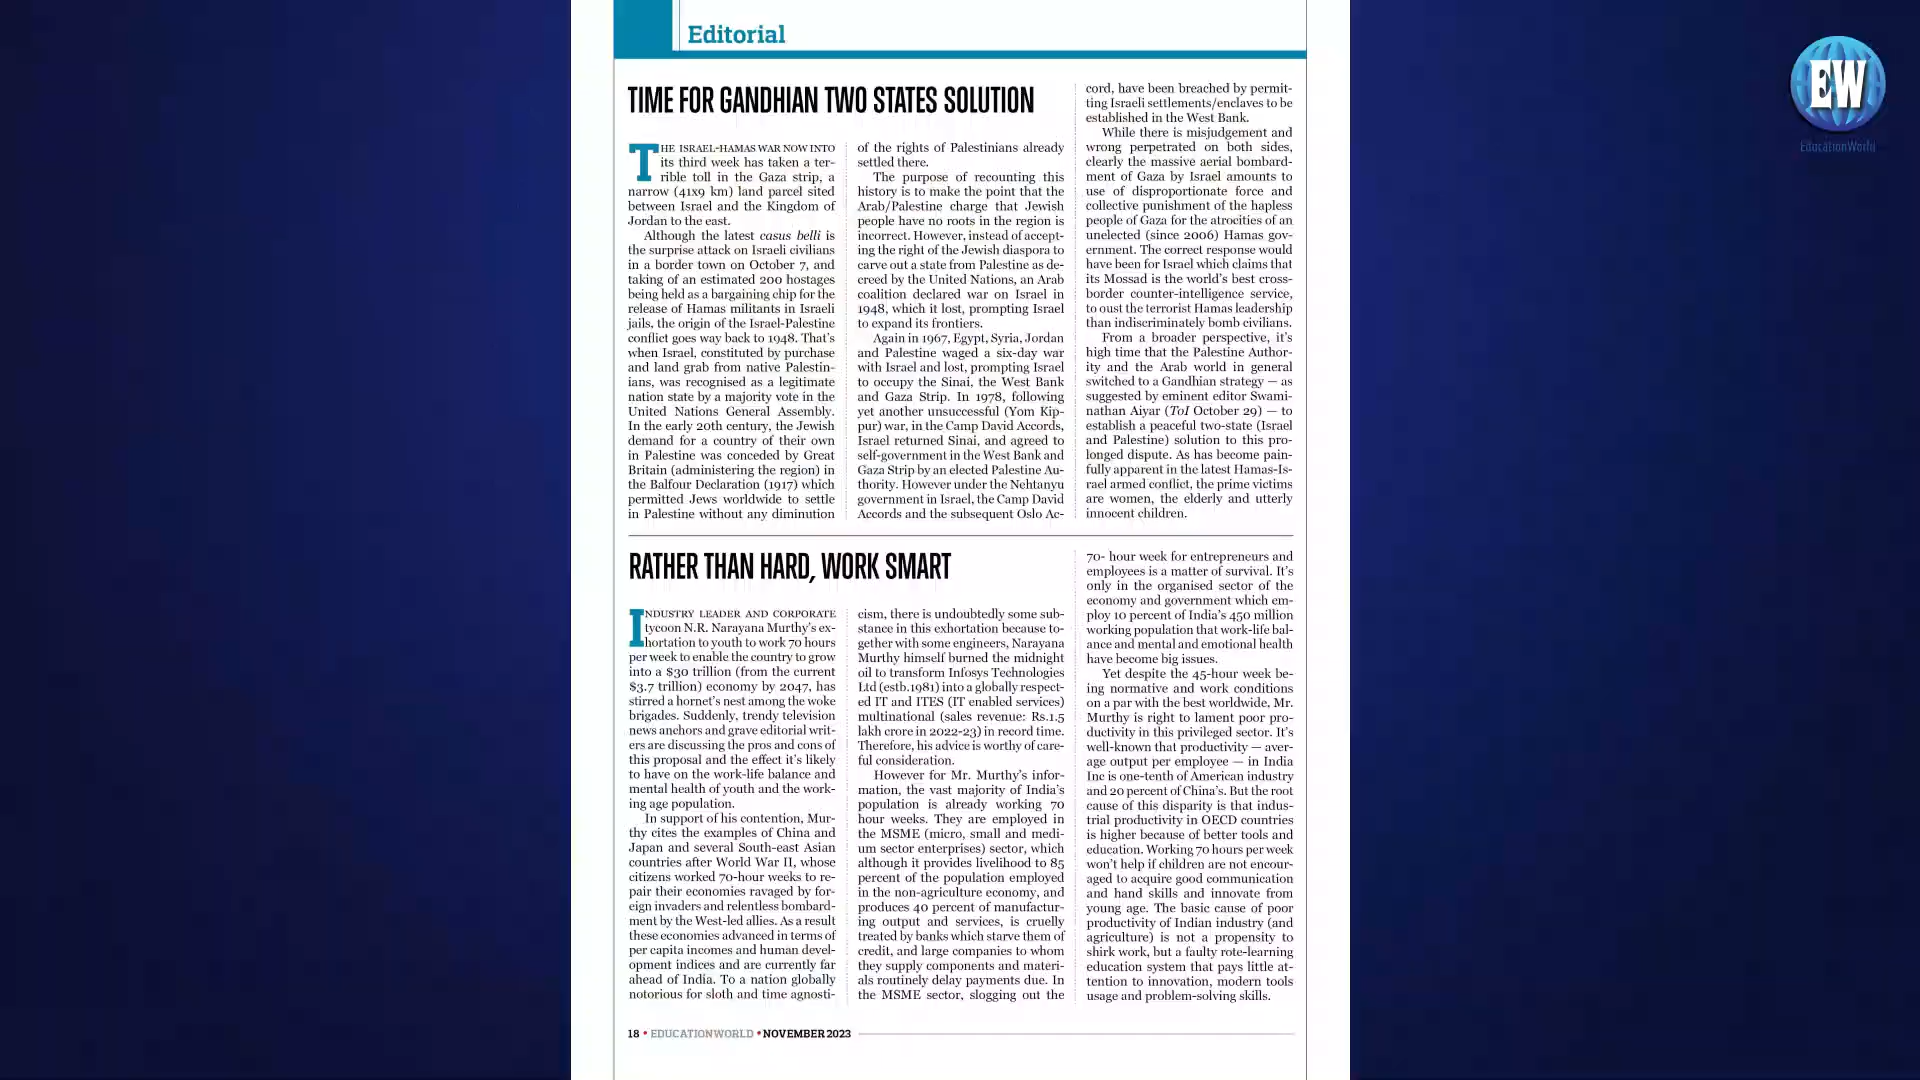 Editorial
TIME FOR GANDHIAN TWO STATES SOLUTION
THE ISRAEL-HAMAS WAR NOW INTO
its third week has taken a ter-
rible toll in the Gaza strip, a
narrow (41x9 km) land parcel sited
between Israel and the Kingdom of
Jordan to the east.
Although the latest casus belli is
the surprise attack on Israeli civilians
in a border town on October 7, and
taking of an estimated 200 hostages
being held as a bargaining chip for the
release of Hamas militants in Israeli
jails, the origin of the Israel-Palestine
conflict goes way back to 1948. That's
when Israel, constituted by purchase
and land grab from native Palestin-
ians, was recognised as a legitimate
nation state by a majority vote in the
United Nations General Assembly.
In the early 20th century, the Jewish
demand for a country of their own
in Palestine was conceded by Great
Britain (administering the region) in
the Balfour Declaration (1917) which
permitted Jews worldwide to settle
in Palestine without any diminution
of the rights of Palestinians already
settled there.
The purpose of recounting this
history is to make the point that the
Arab/Palestine charge that Jewish
people have no roots in the region is
incorrect. However, instead of accept-
ing the right of the Jewish diaspora to
carve out a state from Palestine as de-
creed by the United Nations, an Arab
coalition declared war on Israel in
1948, which it lost, prompting Israel
to expand its frontiers.
Again in 1967, Egypt, Syria, Jordan
and Palestine waged a six-day war
with Israel and lost, prompting Israel
to occupy the Sinai, the West Bank
and Gaza Strip. In 1978, following
yet another unsuccessful (Yom Kip-
pur) war, in the Camp David Accords,
Israel returned Sinai, and agreed to
self-government in the West Bank and
Gaza Strip by an elected Palestine Au-
thority. However under the Nehtanyu
government in Israel, the Camp David
Accords and the subsequent Oslo Ac-
cord, have been breached by permit-
ting Israeli settlements/enclaves to be
established in the West Bank.
While there is misjudgement and
wrong perpetrated on both sides,
clearly the massive aerial bombard-
ment of Gaza by Israel amounts to
use of disproportionate force and
collective punishment of the hapless
people of Gaza for the atrocities of an
unelected (since 2006) Hamas gov-
ernment. The correct response would
have been for Israel which claims that
its Mossad is the world's best cross-
border counter-intelligence service,
to oust the terrorist Hamas leadership
than indiscriminately bomb civilians.
From a broader perspective, it's
high time that the Palestine Author-
ity and the Arab world in general
switched to a Gandhian strategy — as
suggested by eminent editor Swami-
nathan Aiyar (ToI October 29) — to
establish a peaceful two-state (Israel
and Palestine) solution to this pro-
longed dispute. As has become pain-
fully apparent in the latest Hamas-Is-
rael armed conflict, the prime victims
are women, the elderly and utterly
innocent children.
RATHER THAN HARD, WORK SMART
INDUSTRY LEADER AND CORPORATE
tycoon N.R. Narayana Murthy's ex-
hortation to youth to work 70 hours
per week to enable the country to grow
into a $30 trillion (from the current
$3.7 trillion) economy by 2047, has
stirred a hornet's nest among the woke
brigades. Suddenly, trendy television
news anchors and grave editorial writ-
ers are discussing the pros and cons of
this proposal and the effect it's likely
to have on the work-life balance and
mental health of youth and the work-
ing age population.
In support of his contention, Mur-
thy cites the examples of China and
Japan and several South-east Asian
countries after World War II, whose
citizens worked 70-hour weeks to re-
pair their economies ravaged by for-
eign invaders and relentless bombard-
ment by the West-led allies. As a result
these economies advanced in terms of
per capita incomes and human devel-
opment indices and are currently far
ahead of India. To a nation globally
notorious for sloth and time agnosti-
cism, there is undoubtedly some sub-
stance in this exhortation because to-
gether with some engineers, Narayana
Murthy himself burned the midnight
oil to transform Infosys Technologies
Ltd (estb.1981) into a globally respect-
ed IT and ITES (IT enabled services)
multinational (sales revenue: Rs.1.5
lakh crore in 2022-23) in record time.
Therefore, his advice is worthy of care-
ful consideration.
However for Mr. Murthy's infor-
mation, the vast majority of India's
population is already working 70
hour weeks. They are employed in
the MSME (micro, small and medi-
um sector enterprises) sector, which
although it provides livelihood to 85
percent of the population employed
in the non-agriculture economy, and
produces 40 percent of manufactur-
ing output and services, is cruelly
treated by banks which starve them of
credit, and large companies to whom
they supply components and materi-
als routinely delay payments due. In
the MSME sector, slogging out the
70- hour week for entrepreneurs and
employees is a matter of survival. It's
only in the organised sector of the
economy and government which em-
ploy 10 percent of India's 450 million
working population that work-life bal-
ance and mental and emotional health
have become big issues.
Yet despite the 45-hour week be-
ing normative and work conditions
on a par with the best worldwide, Mr.
Murthy is right to lament poor pro-
ductivity in this privileged sector. It's
well-known that productivity — aver-
age output per employee — in India
Inc is one-tenth of American industry
and 20 percent of China's. But the root
cause of this disparity is that indus-
trial productivity in OECD countries
is higher because of better tools and
education. Working 70 hours per week
won't help if children are not encour-
aged to acquire good communication
and hand skills and innovate from
young age. The basic cause of poor
productivity of Indian industry (and
agriculture) is not a propensity to
shirk work, but a faulty rote-learning
education system that pays little at-
tention to innovation, modern tools
usage and problem-solving skills.
18 • EDUCATIONWORLD • NOVEMBER 2023
EW
EducationWorld